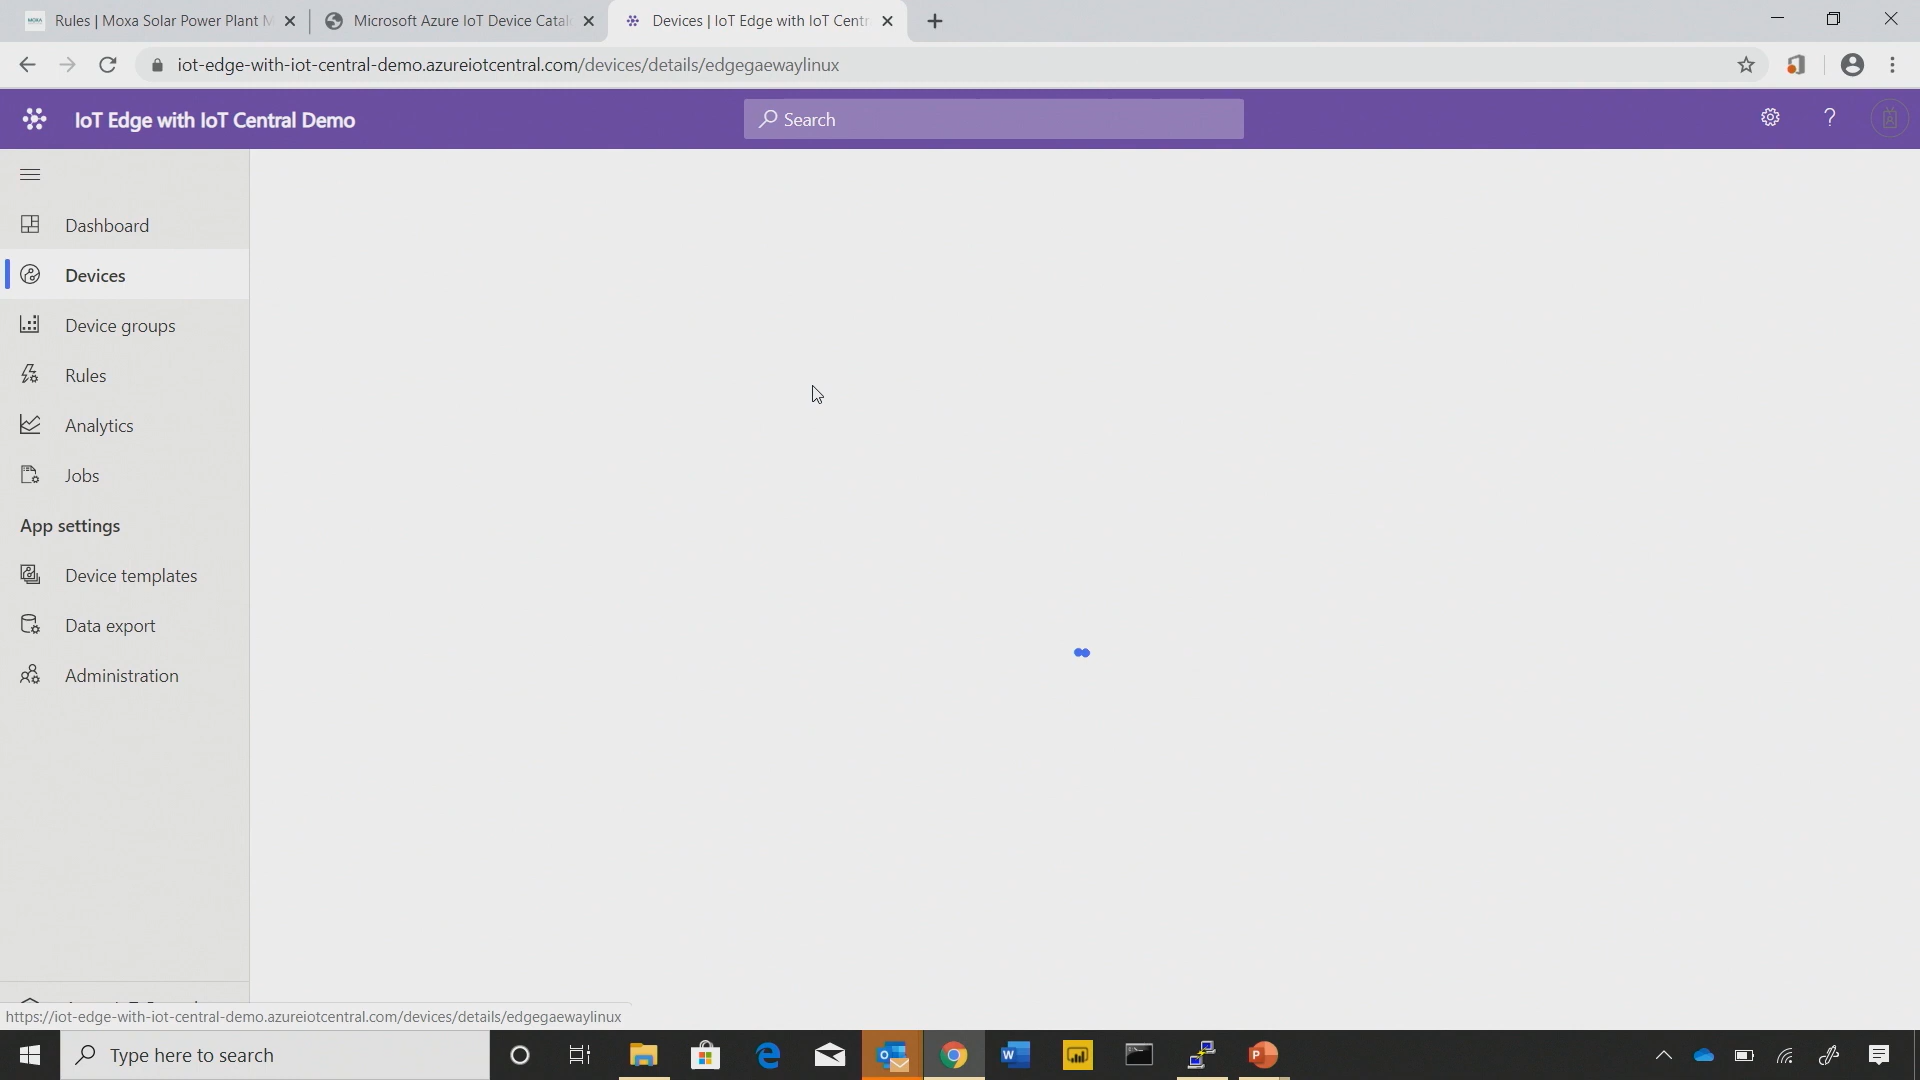 Rules | Moxa Solar Power Plant M
Microsoft Azure IoT Device Catal
Devices | IoT Edge with IoT Centr
iot-edge-with-iot-central-demo.azureiotcentral.com/devices/details/edgegaewaylinux
IoT Edge with IoT Central Demo
Search
Dashboard
Devices
Device groups
Rules
Analytics
Jobs
App settings
Device templates
Data export
Administration
https://iot-edge-with-iot-central-demo.azureiotcentral.com/devices/details/edgegaewaylinux
Type here to search